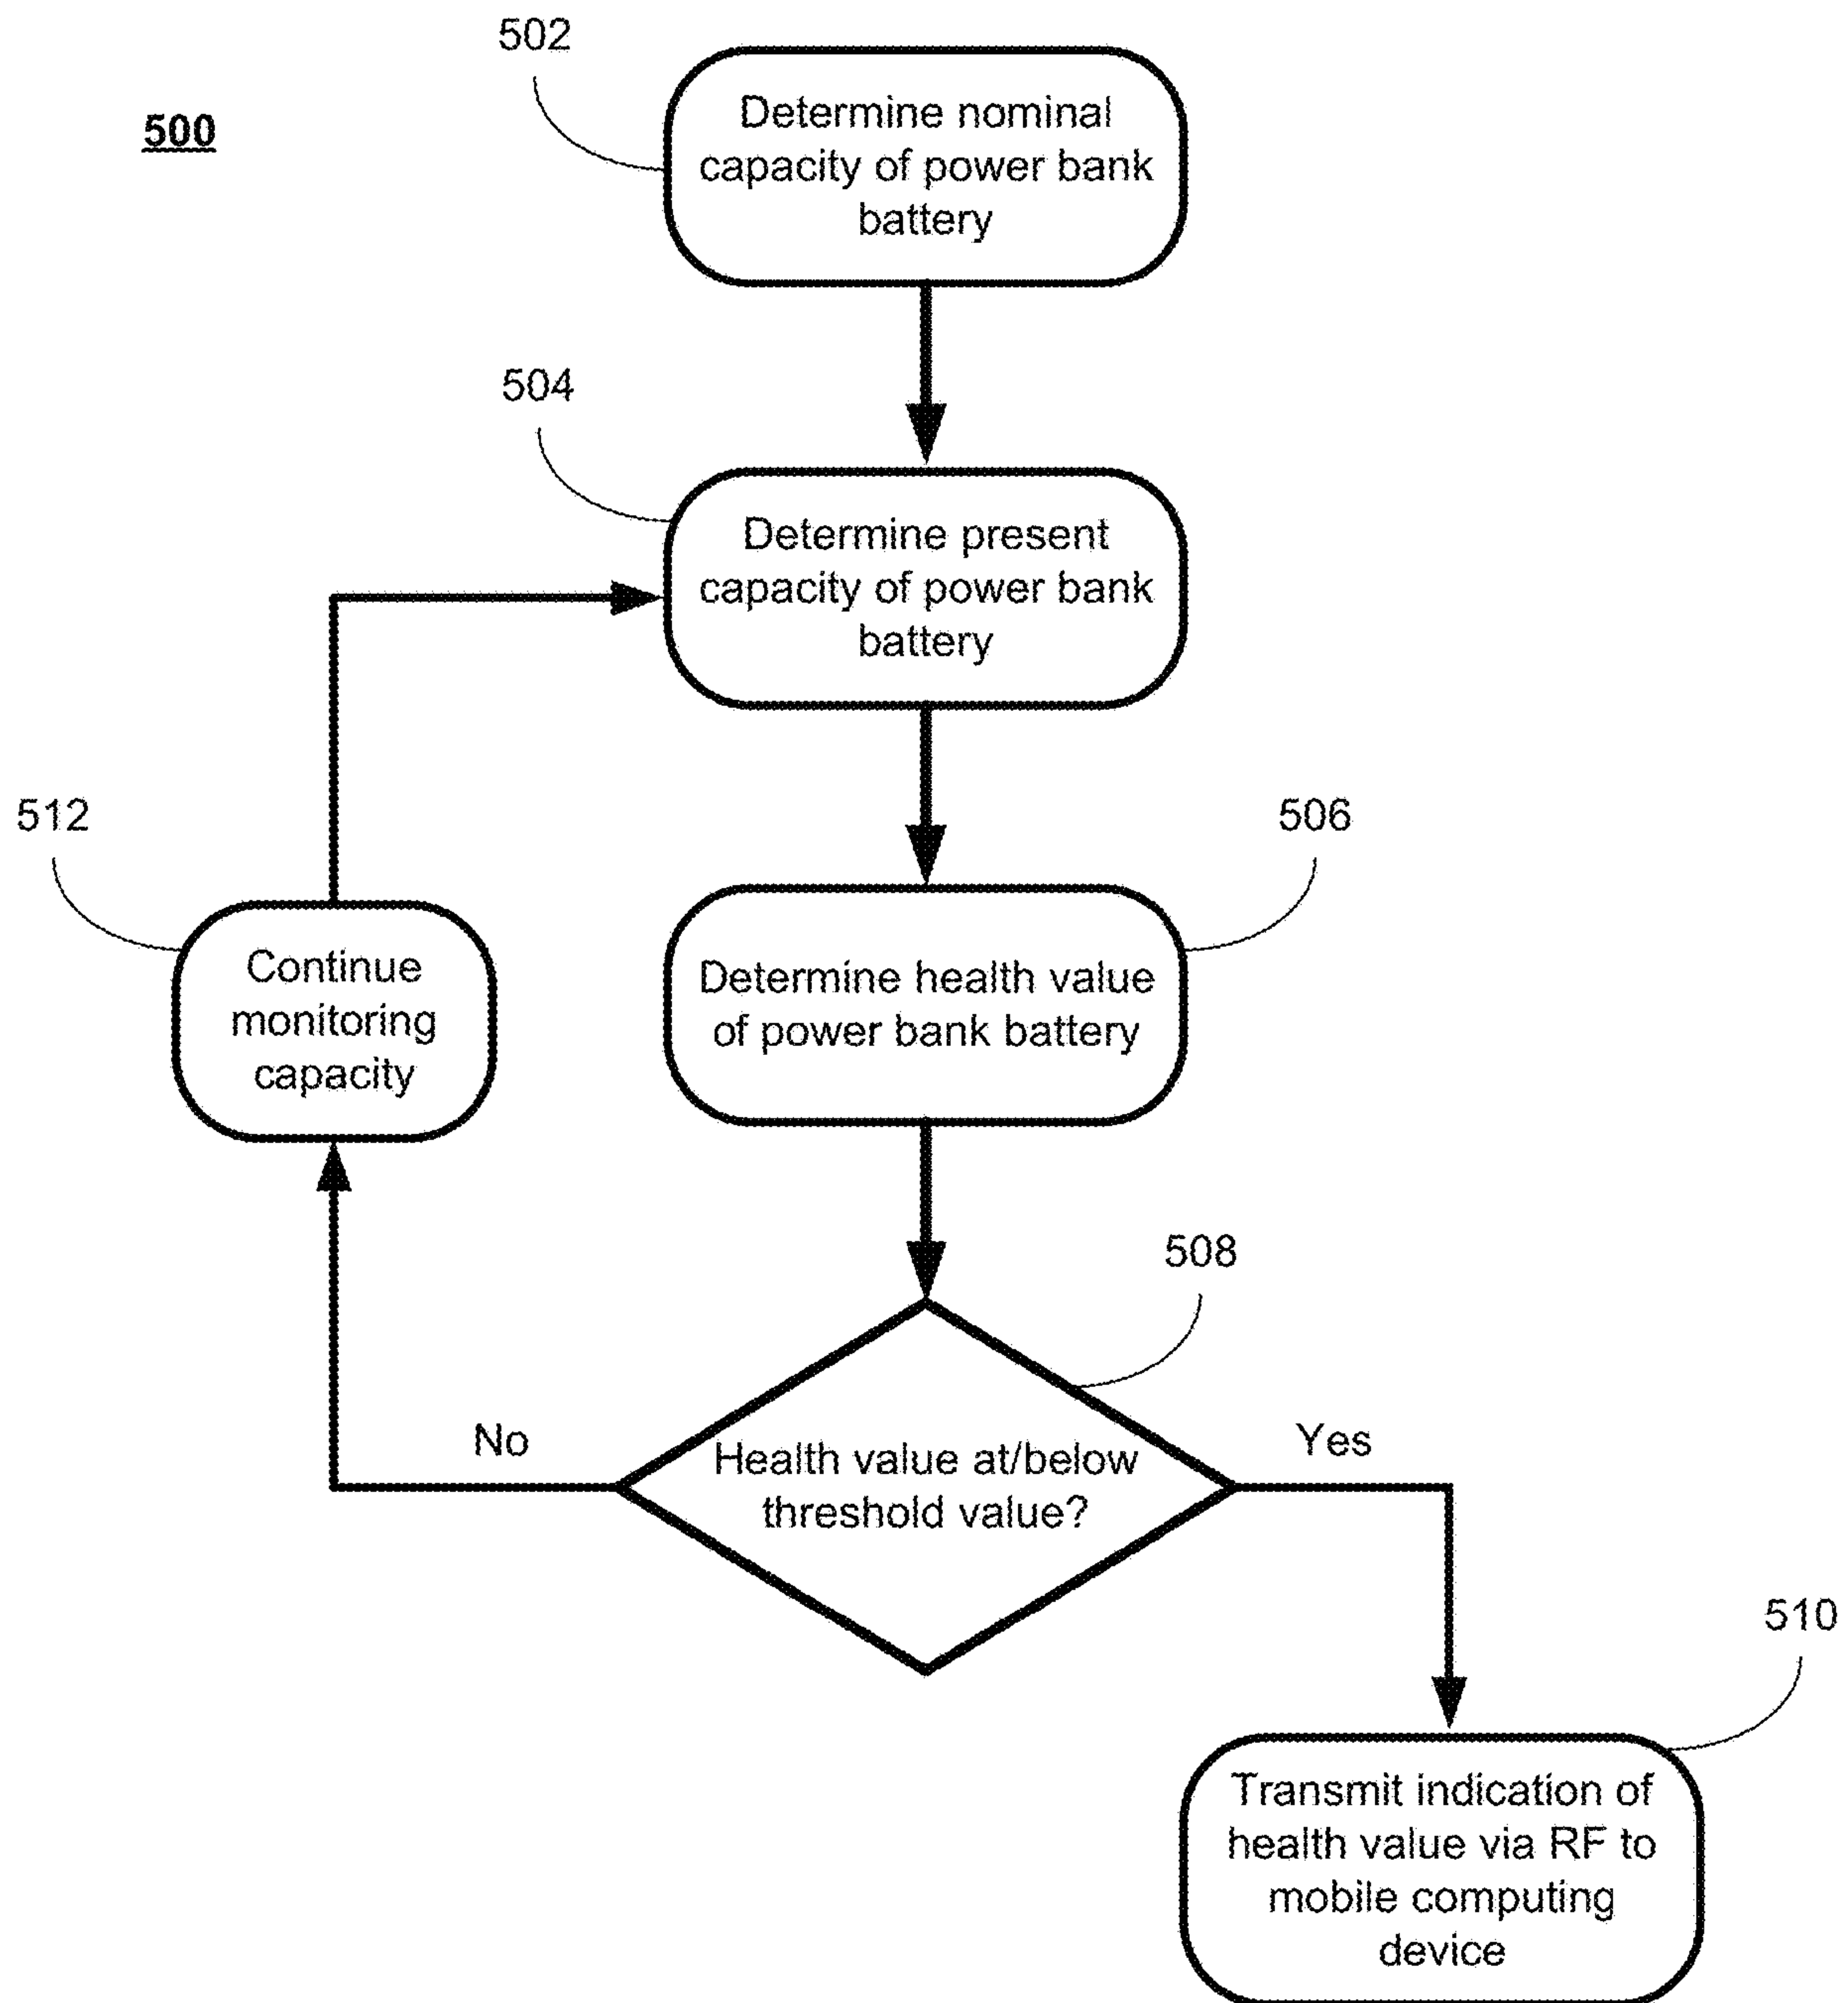 502
500
Determine nominal
capacity of power bank
battery
504
Determine present
capacity of power bank
battery
512
506
Continue
monitoring
capacity
Determine health value
of power bank battery
508
No
Health value at/below
threshold value?
Yes
510
Transmit indication of
health value via RF to
mobile computing
device